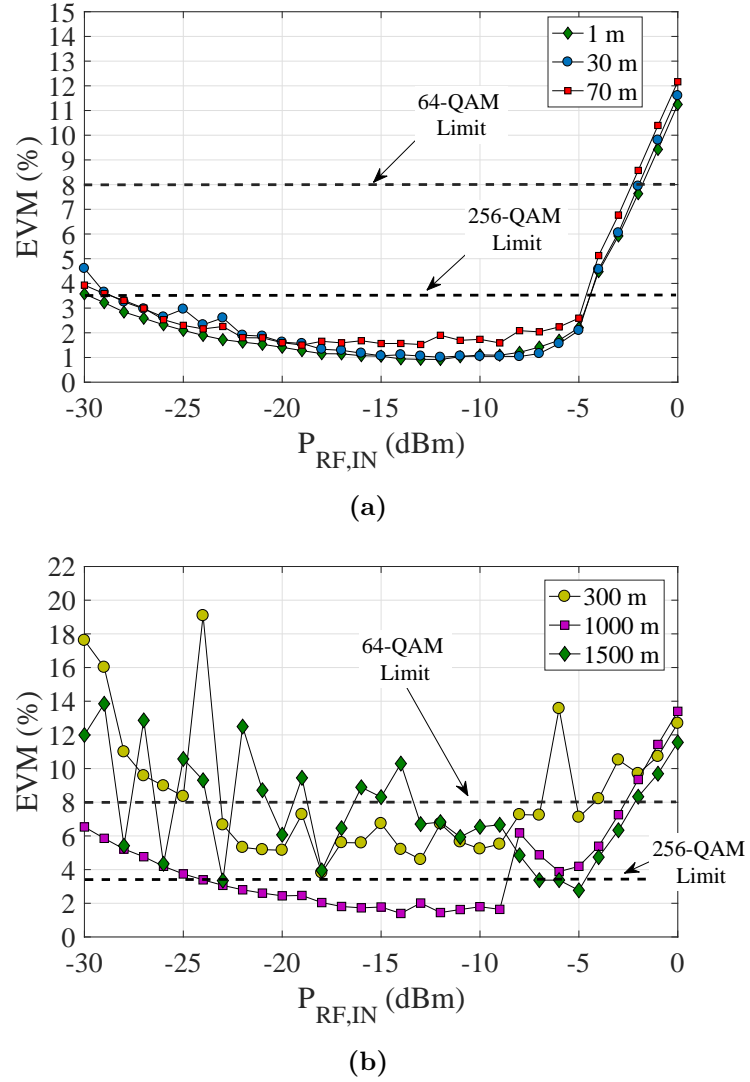 15
14
13
12
11
10
9
8
7
6
5
4
3
2
1
0
EVM (%)
1 m
30 m
70 m
64-QAM
Limit
256-QAM
Limit
-30 -25 -20 -15 -10 -5 0
P_RF,IN (dBm)
(a)
22
20
18
16
14
12
10
8
6
4
2
0
EVM (%)
300 m
1000 m
1500 m
64-QAM
Limit
256-QAM
Limit
-30 -25 -20 -15 -10 -5 0
P_RF,IN (dBm)
(b)